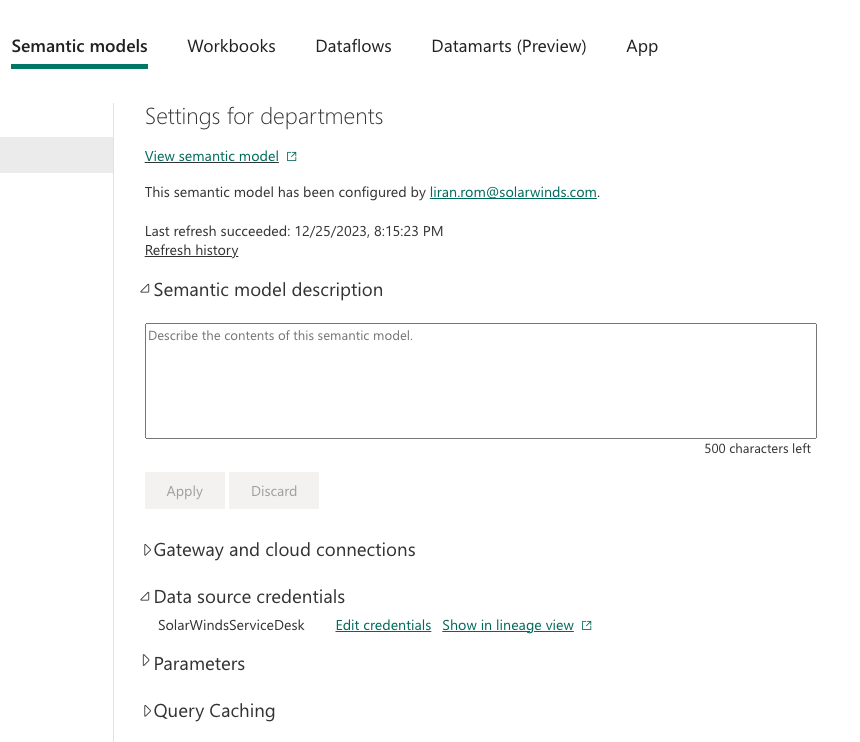 Semantic models Workbooks Dataflows Datamarts (Preview) App
Settings for departments
View semantic model
This semantic model has been configured by liran.rom@solarwinds.com.
Last refresh succeeded: 12/25/2023, 8:15:23 PM
Refresh history
Semantic model description
Describe the contents of this semantic model.
500 characters left
Apply Discard
Gateway and cloud connections
Data source credentials
SolarWindsServiceDesk Edit credentials Show in lineage view
Parameters
Query Caching